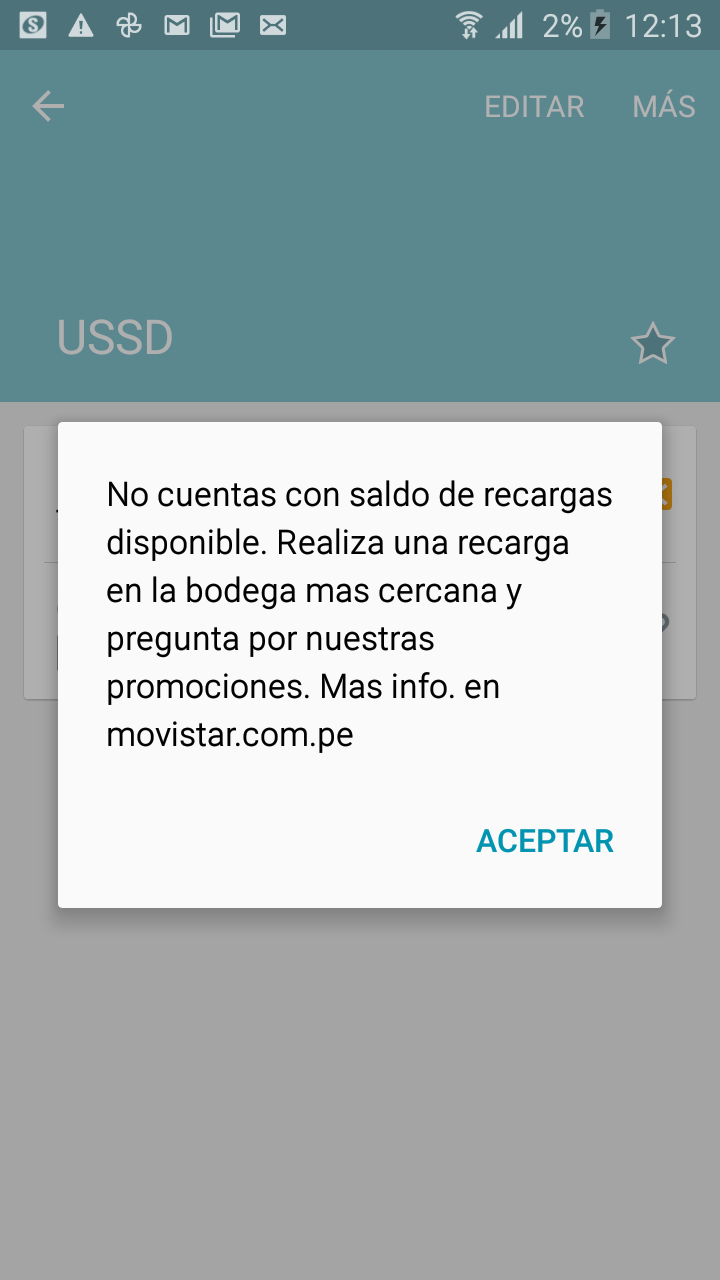 2% 12:13
EDITAR MÁS
USSD
No cuentas con saldo de recargas
disponible. Realiza una recarga
en la bodega mas cercana y
pregunta por nuestras
promociones. Mas info. en
movistar.com.pe
ACEPTAR